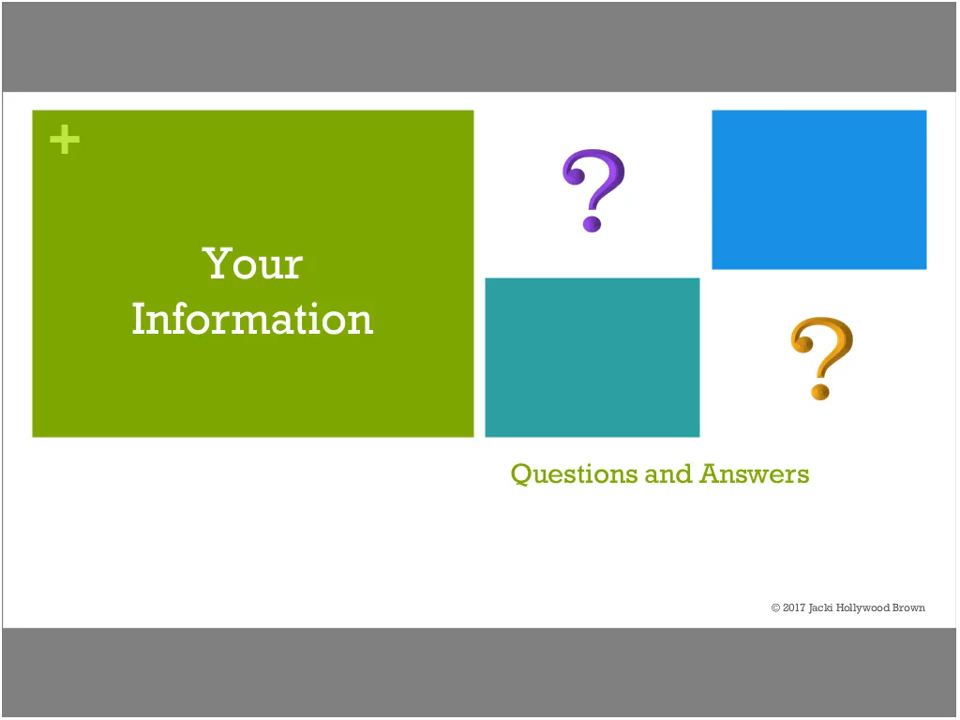 +
Your
Information
?
?
Questions and Answers
© 2017 Jacki Hollywood Brown